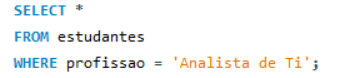 SELECT *
FROM estudantes
WHERE profissao = 'Analista de Ti';